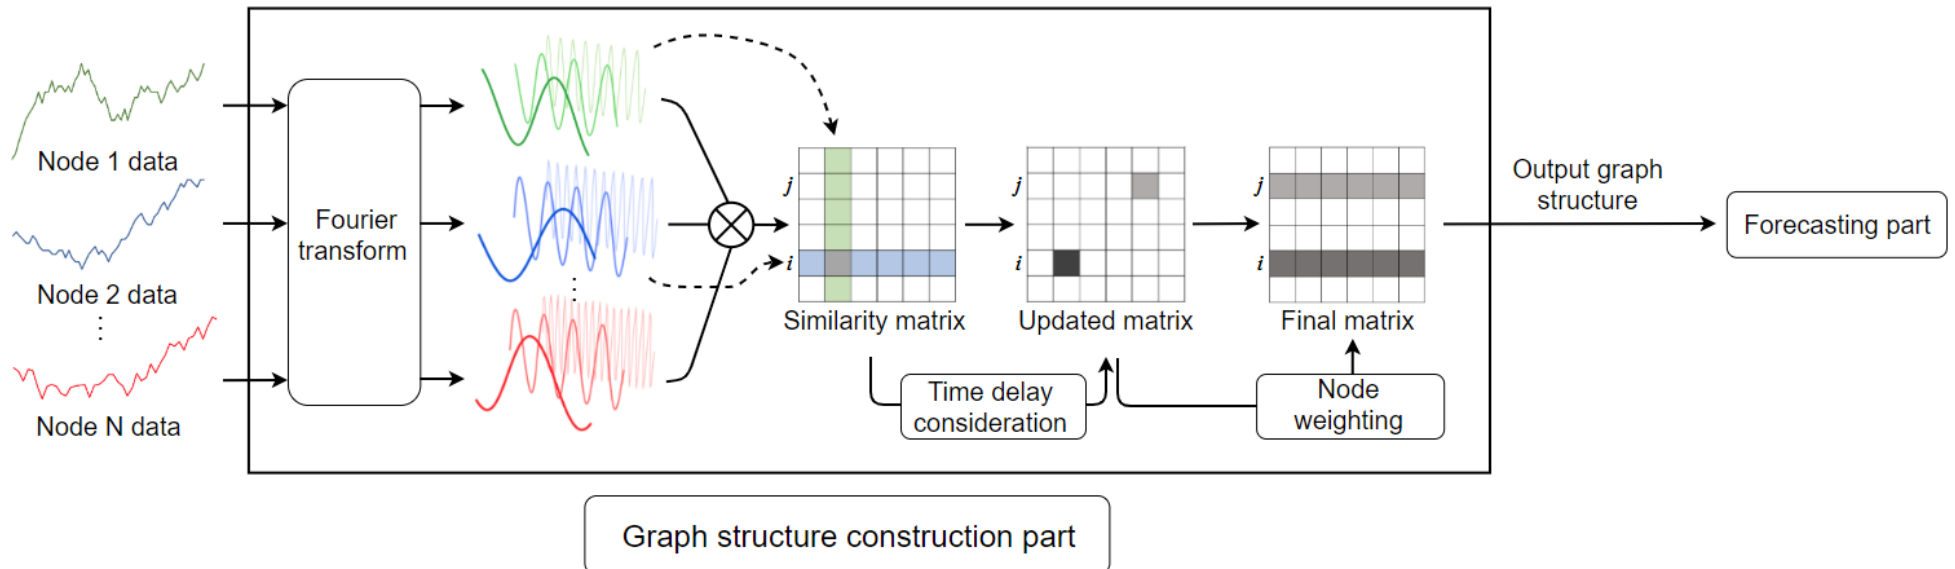 Node 1 data
Node 2 data
Node N data
Fourier
transform
j
i
Similarity matrix
j
i
Updated matrix
j
i
Final matrix
Time delay
consideration
Node
weighting
Output graph
structure
Forecasting part
Graph structure construction part